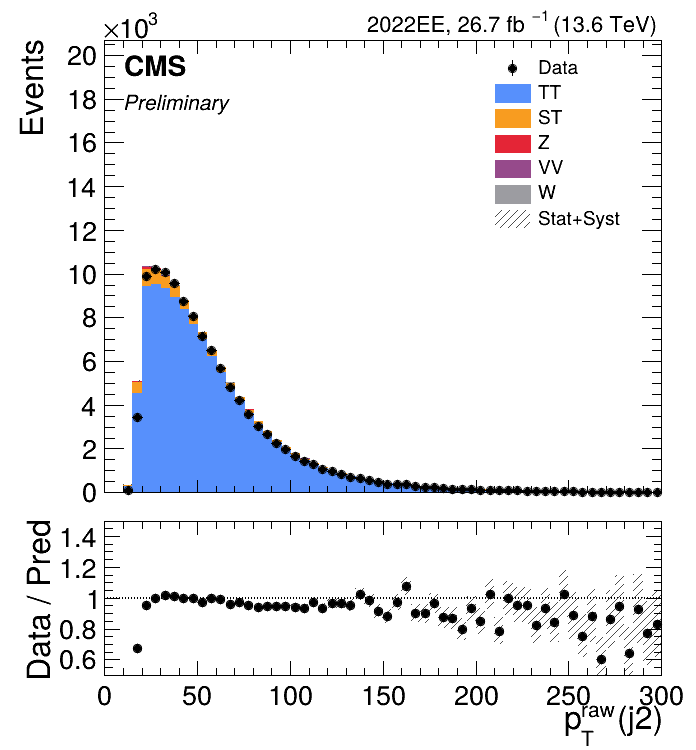 ×10³
2022EE, 26.7 fb⁻¹ (13.6 TeV)
Events
CMS
Preliminary
Data
TT
ST
Z
VV
W
Stat+Syst
20
18
16
14
12
10
8
6
4
2
0
Data / Pred
1.4
1.2
1
0.8
0.6
0 50 100 150 200 250 300
p_T^raw(j2)